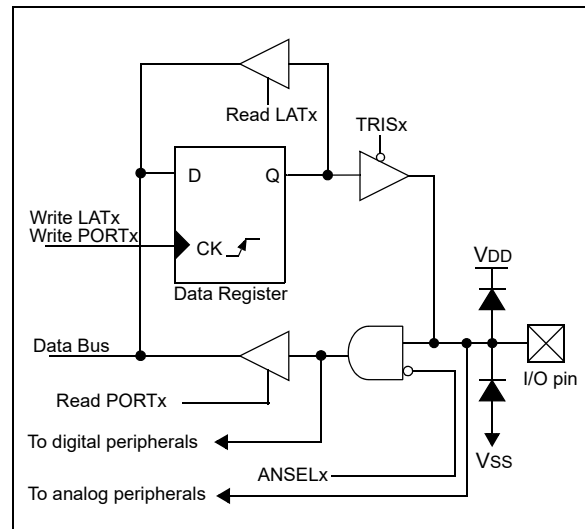 Read LATx
TRISx
D
Q
Write LATx
Write PORTx
CK
Data Register
VDD
Data Bus
I/O pin
Read PORTx
To digital peripherals
ANSELx
VSS
To analog peripherals